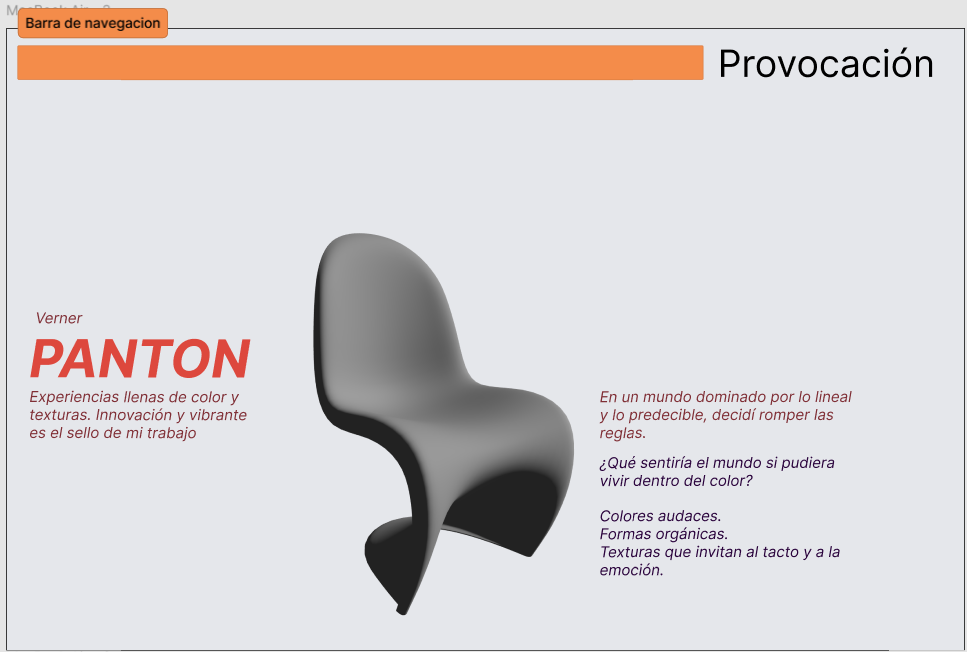 Barra de navegacion
Provocación
Verner
PANTON
Experiencias llenas de color y
texturas. Innovación y vibrante
es el sello de mi trabajo
En un mundo dominado por lo lineal
y lo predecible, decidí romper las
reglas.
¿Qué sentiría el mundo si pudiera
vivir dentro del color?
Colores audaces.
Formas orgánicas.
Texturas que invitan al tacto y a la
emoción.